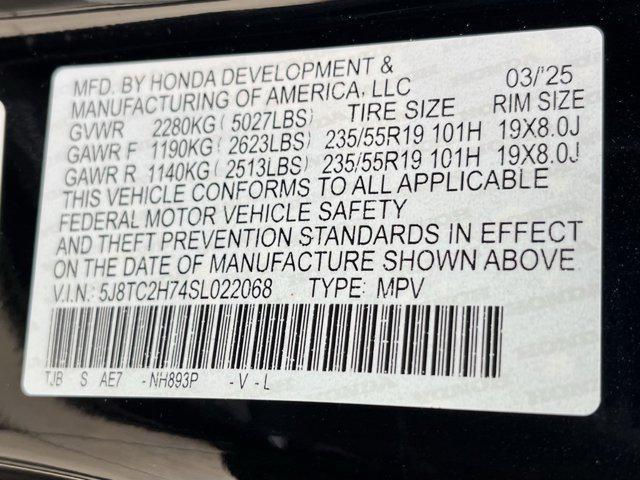 MFD. BY HONDA DEVELOPMENT &
MANUFACTURING OF AMERICA, LLC 03/'25
GVWR 2280KG ( 5027LBS) TIRE SIZE RIM SIZE
GAWR F 1190KG ( 2623LBS) 235/55R19 101H 19X8.0J
GAWR R 1140KG ( 2513LBS) 235/55R19 101H 19X8.0J
THIS VEHICLE CONFORMS TO ALL APPLICABLE
FEDERAL MOTOR VEHICLE SAFETY
AND THEFT PREVENTION STANDARDS IN EFFECT
ON THE DATE OF MANUFACTURE SHOWN ABOVE
V.I.N.: 5J8TC2H74SL022068 TYPE: MPV
TJB S AE7 - NH893P - V - L